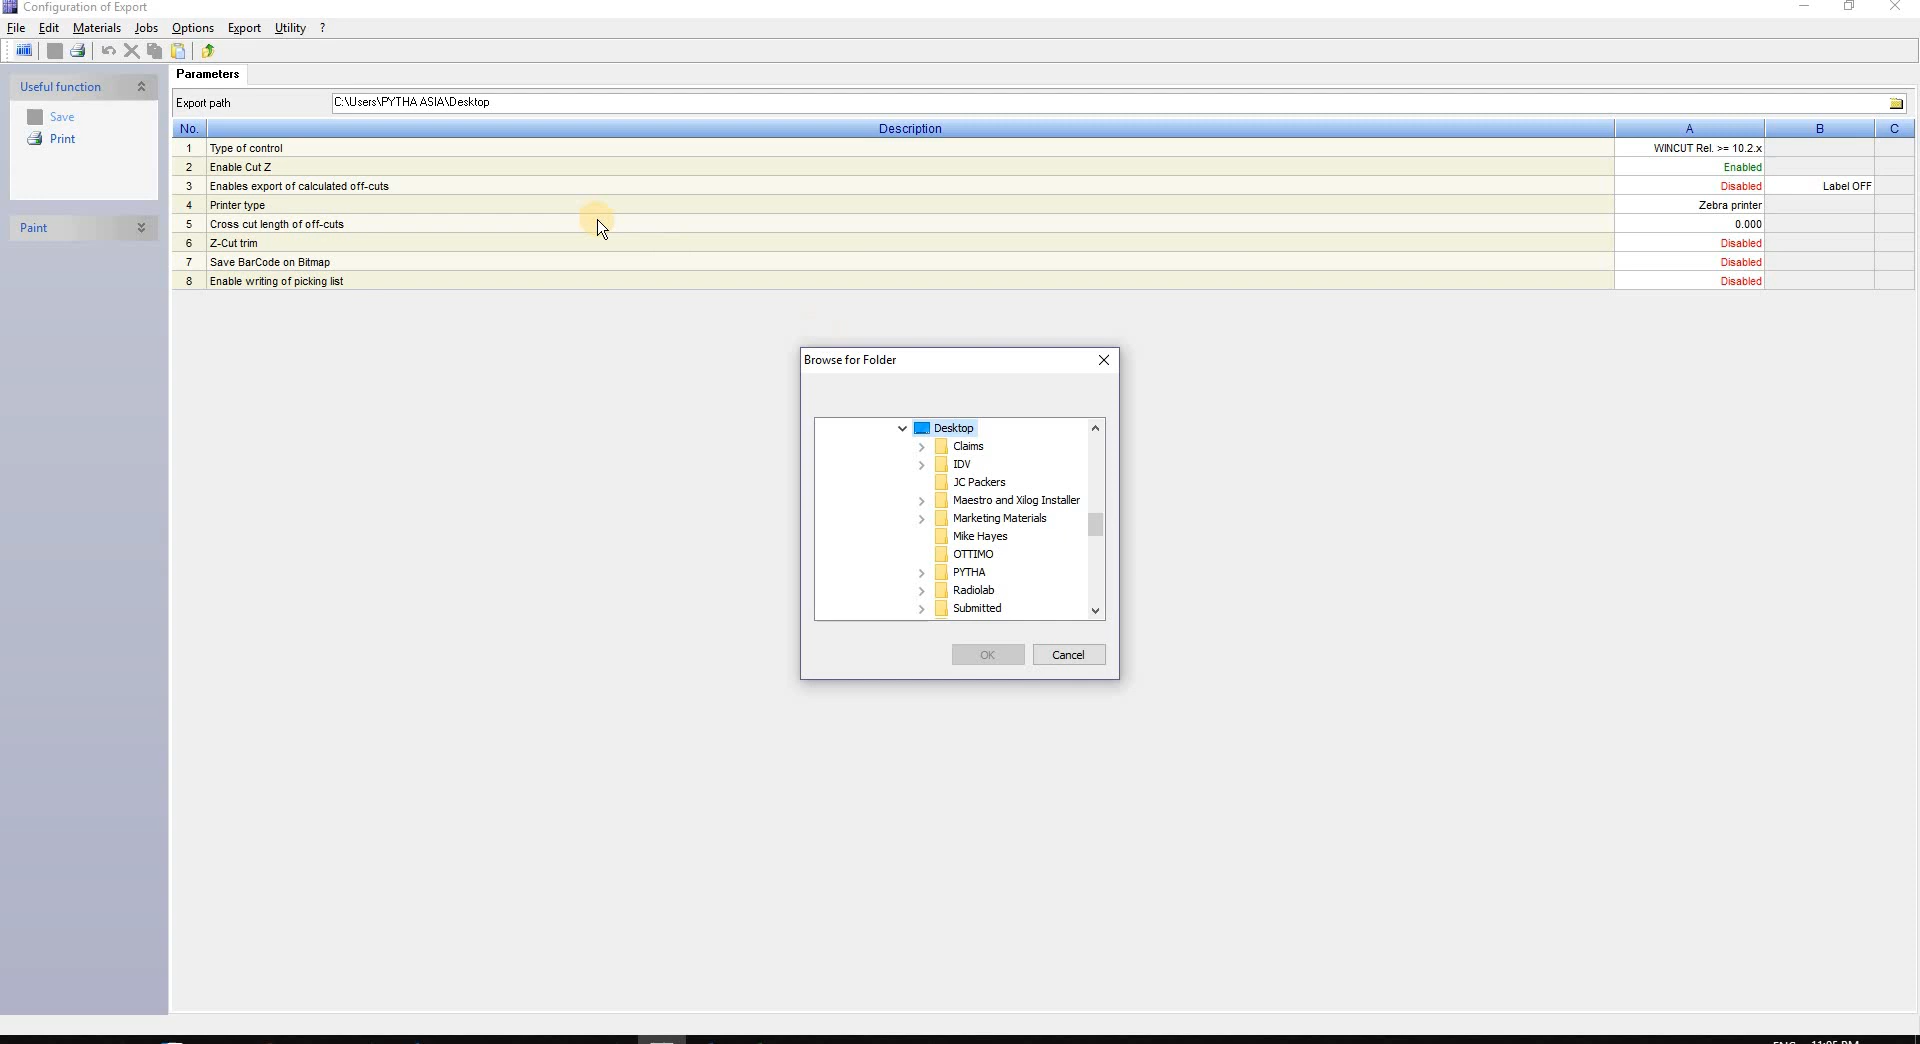 Configuration of Export
File Edit Materials Jobs Options Export Utility ?
Useful function
Save
Print
Paint
Parameters
Export path C:\Users\PYTHA ASIA\Desktop
No. Description A B C
1 Type of control WINCUT Rel. >= 10.2.x
2 Enable Cut Z Enabled
3 Enables export of calculated off-cuts Disabled Label OFF
4 Printer type Zebra printer
5 Cross cut length of off-cuts 0.000
6 Z-Cut trim Disabled
7 Save BarCode on Bitmap Disabled
8 Enable writing of picking list Disabled
Browse for Folder
Desktop
Claims
IDV
JC Packers
Maestro and Xilog Installer
Marketing Materials
Mike Hayes
OTTIMO
PYTHA
Radiolab
Submitted
OK Cancel